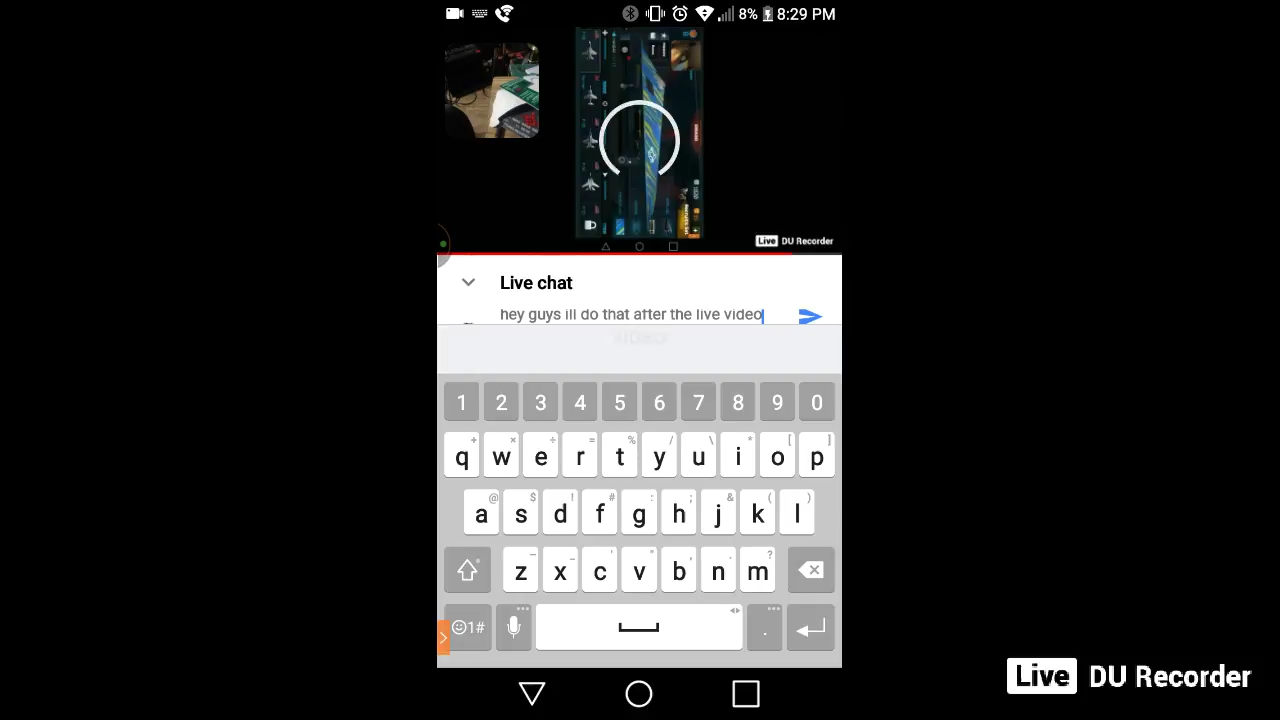 8% 8:29 PM
Live DU Recorder
Live chat
hey guys ill do that after the live video
1 2 3 4 5 6 7 8 9 0
+ × ÷ = % / \ * [ ]
q w e r t y u i o p
@ $ ! # : ; & ( )
a s d f g h j k l
- _ ' " , . ?
z x c v b n m
☺1# .
Live DU Recorder